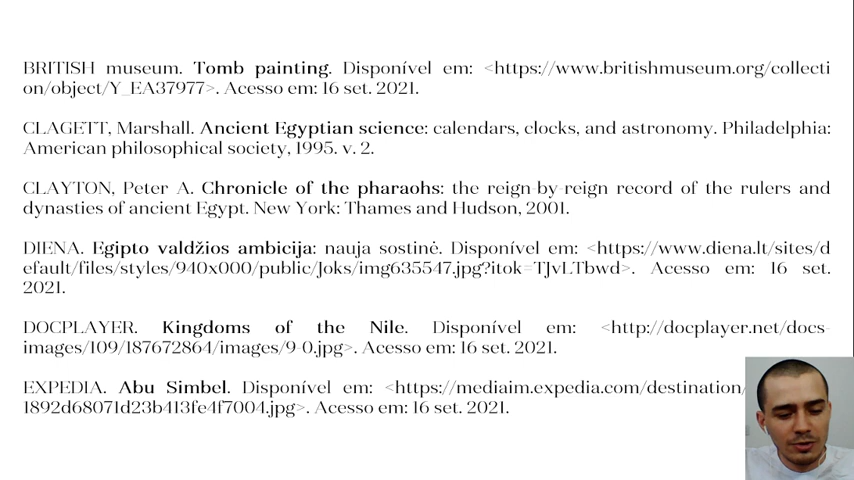 BRITISH museum. Tomb painting. Disponível em: <https://www.britishmuseum.org/collecti
on/object/Y_EA37977>. Acesso em: 16 set. 2021.
CLAGETT, Marshall. Ancient Egyptian science: calendars, clocks, and astronomy. Philadelphia:
American philosophical society, 1995. v. 2.
CLAYTON, Peter A. Chronicle of the pharaohs: the reign-by-reign record of the rulers and
dynasties of ancient Egypt. New York: Thames and Hudson, 2001.
DIENA. Egipto valdžios ambicija: nauja sostinė. Disponível em: <https://www.diena.lt/sites/d
efault/files/styles/940x000/public/Joks/img635547.jpg?itok=TJvLTbwd>. Acesso em: 16 set.
2021.
DOCPLAYER. Kingdoms of the Nile. Disponível em: <http://docplayer.net/docs-
images/109/187672864/images/9-0.jpg>. Acesso em: 16 set. 2021.
EXPEDIA. Abu Simbel. Disponível em: <https://mediaim.expedia.com/destination/
1892d68071d23b413fe4f7004.jpg>. Acesso em: 16 set. 2021.